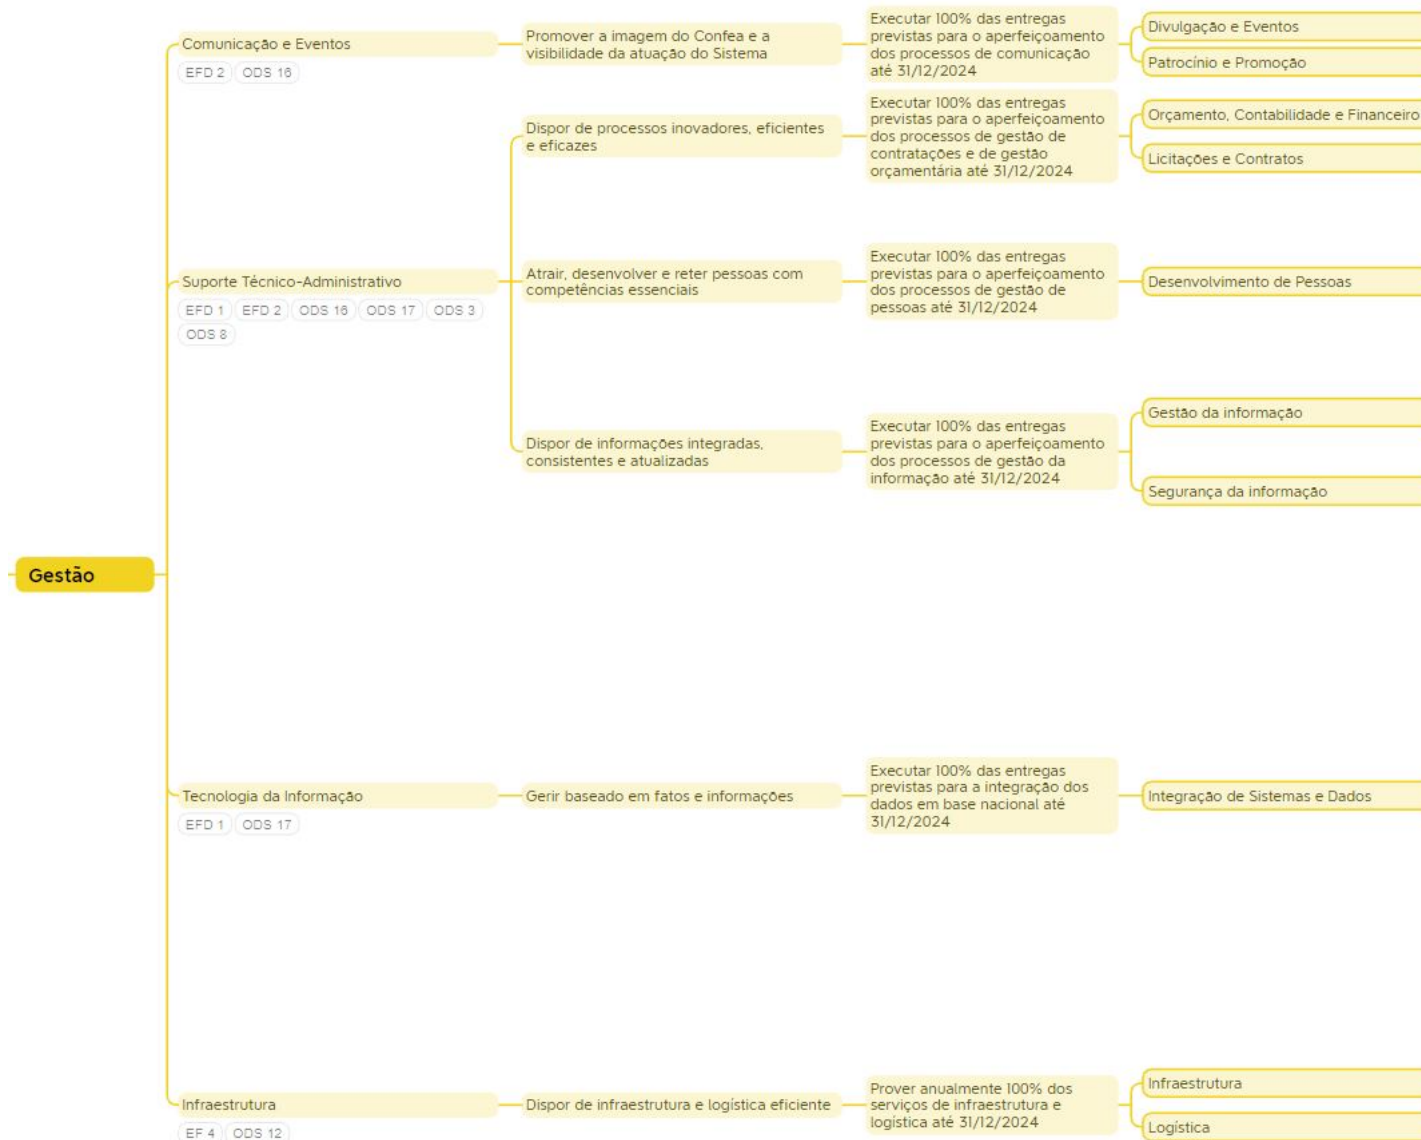 Gestão
Comunicação e Eventos
EFD 2 ODS 16
Promover a imagem do Confea e a
visibilidade da atuação do Sistema
Executar 100% das entregas
previstas para o aperfeiçoamento
dos processos de comunicação
até 31/12/2024
Divulgação e Eventos
Patrocínio e Promoção
Suporte Técnico-Administrativo
EFD 1 EFD 2 ODS 16 ODS 17 ODS 3
ODS 8
Dispor de processos inovadores, eficientes
e eficazes
Executar 100% das entregas
previstas para o aperfeiçoamento
dos processos de gestão de
contratações e de gestão
orçamentária até 31/12/2024
Orçamento, Contabilidade e Financeiro
Licitações e Contratos
Atrair, desenvolver e reter pessoas com
competências essenciais
Executar 100% das entregas
previstas para o aperfeiçoamento
dos processos de gestão de
pessoas até 31/12/2024
Desenvolvimento de Pessoas
Dispor de informações integradas,
consistentes e atualizadas
Executar 100% das entregas
previstas para o aperfeiçoamento
dos processos de gestão da
informação até 31/12/2024
Gestão da informação
Segurança da informação
Tecnologia da Informação
EFD 1 ODS 17
Gerir baseado em fatos e informações
Executar 100% das entregas
previstas para a integração dos
dados em base nacional até
31/12/2024
Integração de Sistemas e Dados
Infraestrutura
EF 4 ODS 12
Dispor de infraestrutura e logística eficiente
Prover anualmente 100% dos
serviços de infraestrutura e
logística até 31/12/2024
Infraestrutura
Logística